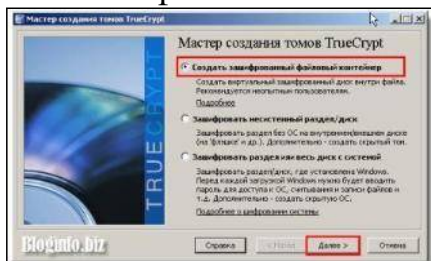 Мастер создания томов TrueCrypt
Мастер создания томов TrueCrypt
Создать зашифрованный файловый контейнер
Создать виртуальный зашифрованный диск внутри файла.
Рекомендуется неопытным пользователям.
Подробнее
Зашифровать несистемный раздел/диск
Зашифровать раздел без ОС на внутреннем/внешнем диске
(на 'флешке' и др.). Дополнительно - создать скрытый том.
Зашифровать раздел или весь диск с системой
Зашифровать раздел/диск, где установлена Windows.
Перед каждой загрузкой Windows нужно будет вводить
пароль для доступа к ОС, считывания и записи файлов и
т.д. Дополнительно - создать скрытую ОС.
Подробнее о шифровании системы
TRUECRYPT
Bloginfo.biz
Справка
< Назад
Далее >
Отмена